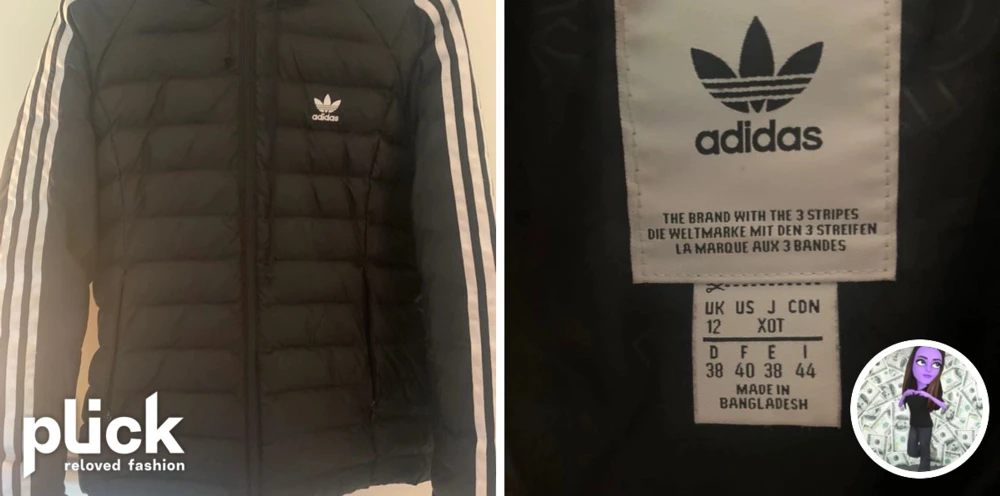 adidas
plick
reloved fashion
adidas
THE BRAND WITH THE 3 STRIPES
DIE WELTMARKE MIT DEN 3 STREIFEN
LA MARQUE AUX 3 BANDES
UK US J CDN
12 XOT
D F E I
38 40 38 44
MADE IN
BANGLADESH